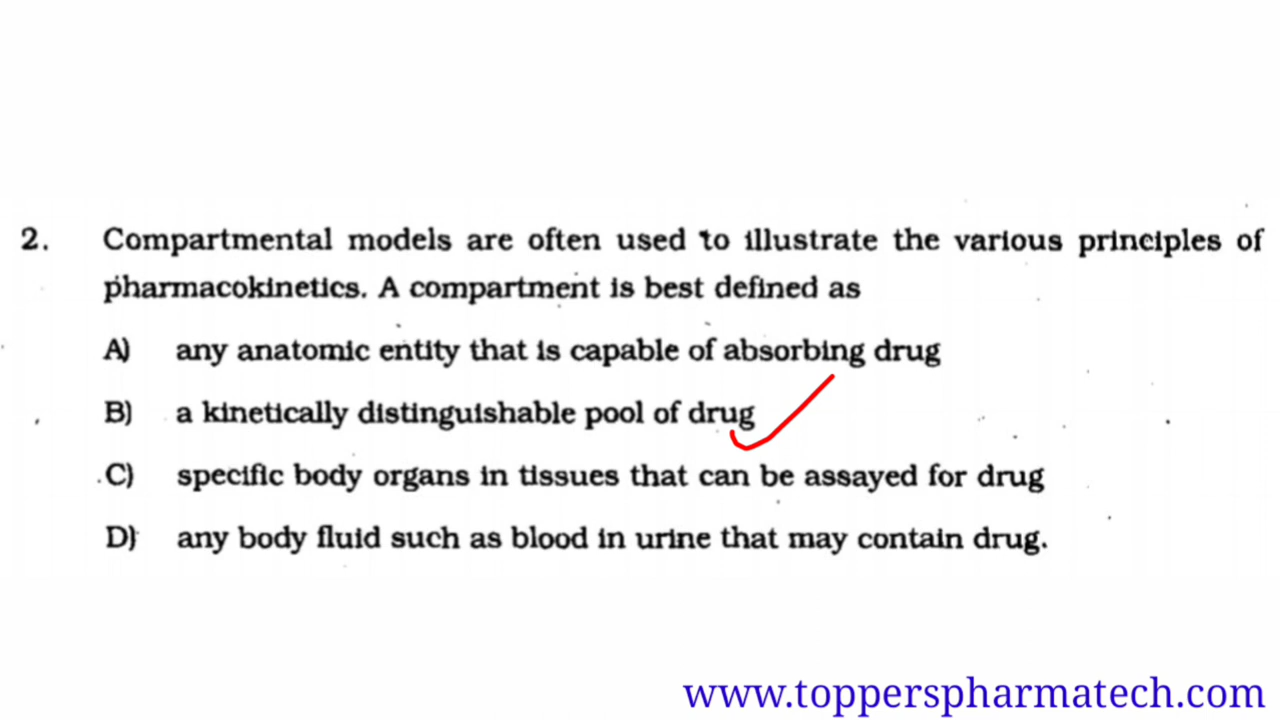 2. Compartmental models are often used to illustrate the various principles of
pharmacokinetics. A compartment is best defined as
A) any anatomic entity that is capable of absorbing drug
B) a kinetically distinguishable pool of drug
C) specific body organs in tissues that can be assayed for drug
D) any body fluid such as blood in urine that may contain drug.
www.topperspharmatech.com